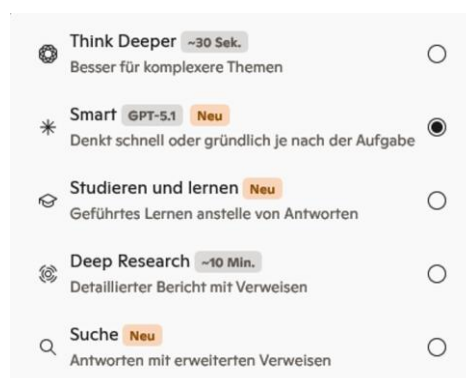 Think Deeper ~30 Sek.
Besser für komplexere Themen
Smart GPT-5.1 Neu
Denkt schnell oder gründlich je nach der Aufgabe
Studieren und lernen Neu
Geführtes Lernen anstelle von Antworten
Deep Research ~10 Min.
Detaillierter Bericht mit Verweisen
Suche Neu
Antworten mit erweiterten Verweisen